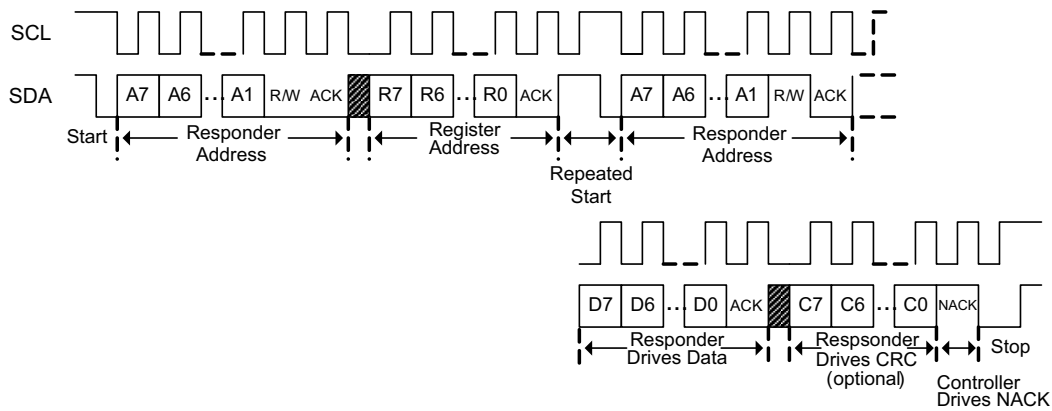 SCL
SDA
A7 A6 ... A1 R/W ACK R7 R6 ... R0 ACK A7 A6 ... A1 R/W ACK
Start
Responder
Address
Register
Address
Repeated
Start
Responder
Address
D7 D6 ... D0 ACK C7 C6 ... C0 NACK
Responder
Drives Data
Respsonder
Drives CRC
(optional)
Stop
Controller
Drives NACK